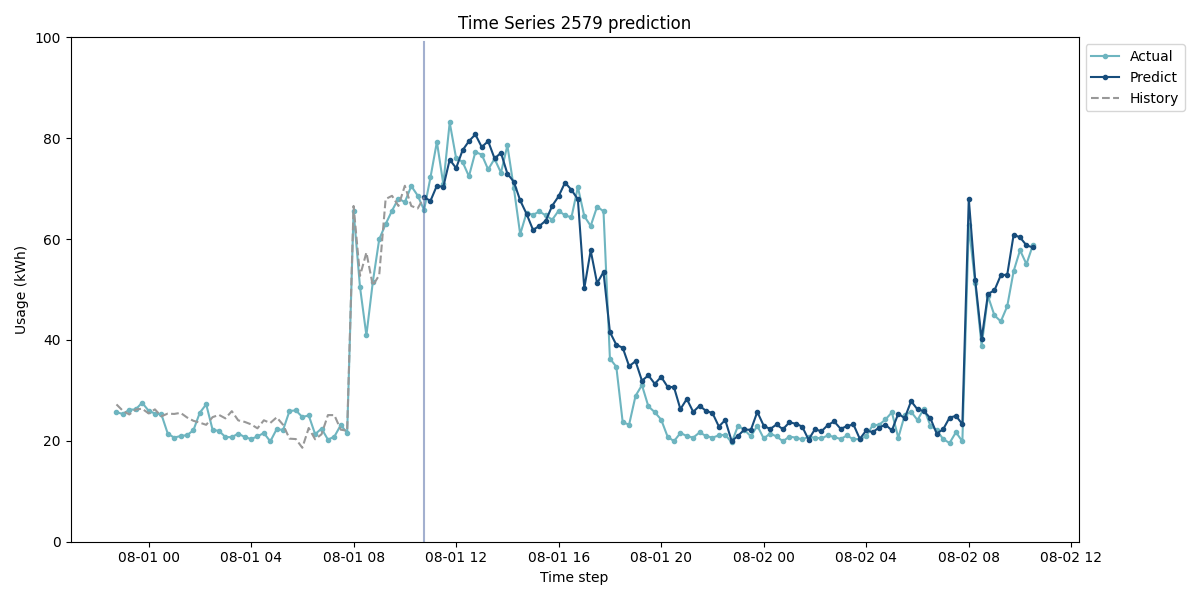 Time Series 2579 prediction
100
80
60
40
20
0
Usage (kWh)
Actual
Predict
History
08-01 00
08-01 04
08-01 08
08-01 12
08-01 16
08-01 20
08-02 00
08-02 04
08-02 08
08-02 12
Time step